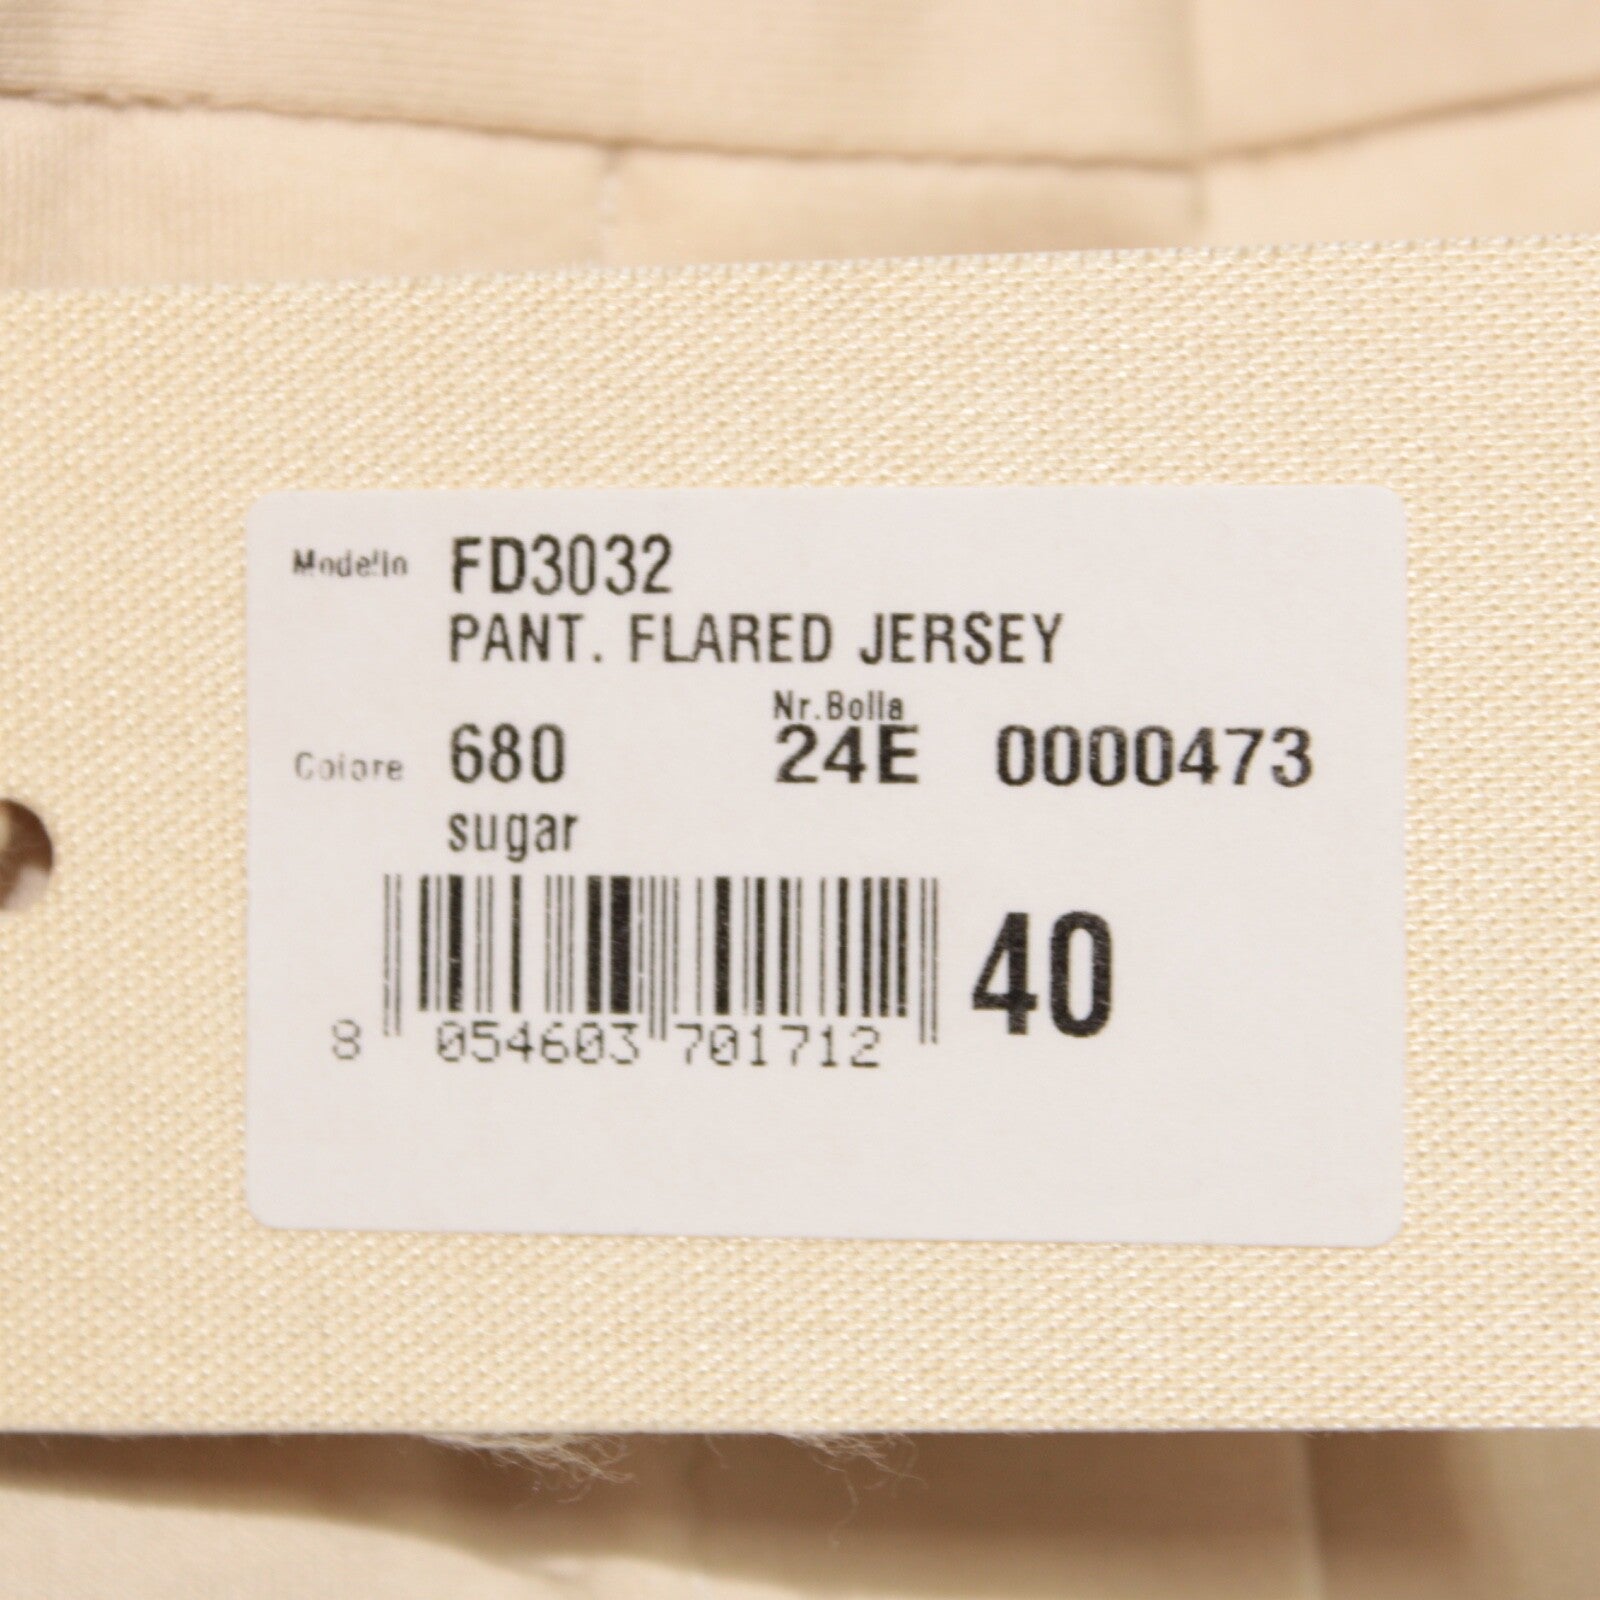 Modello FD3032
PANT. FLARED JERSEY
Nr.Bolla
Colore 680 24E 0000473
sugar
40
8 054603 701712